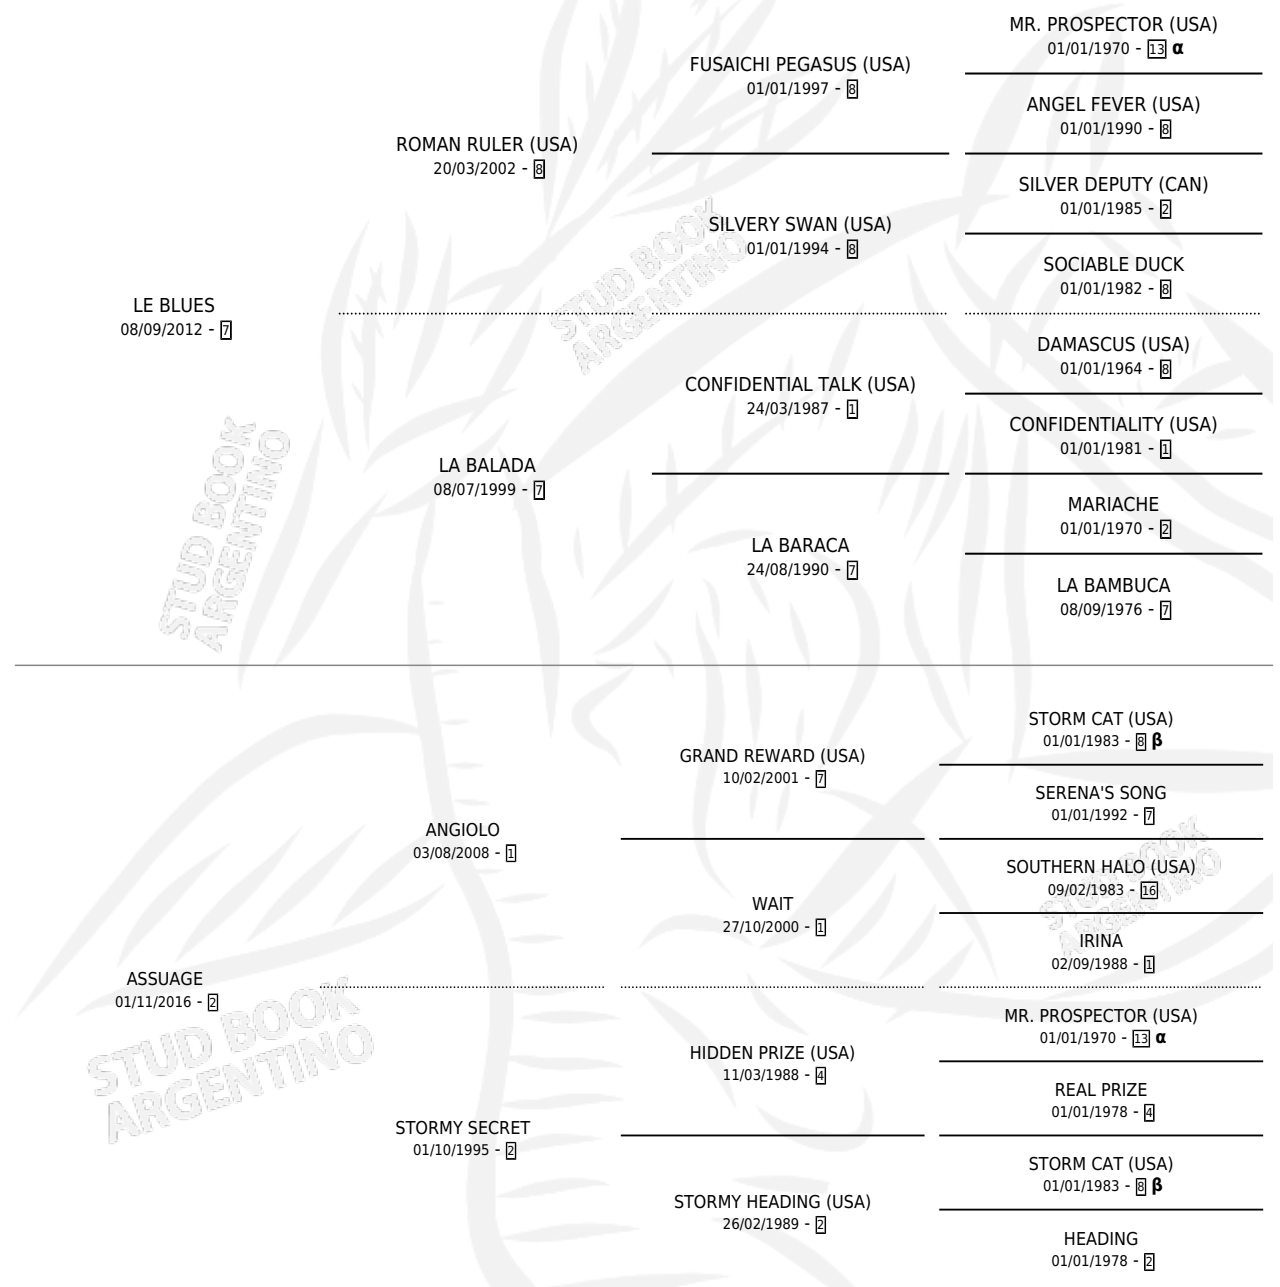 MR. PROSPECTOR (USA)
01/01/1970 - 13 α
FUSAICHI PEGASUS (USA)
01/01/1997 - 8
ANGEL FEVER (USA)
01/01/1990 - 8
ROMAN RULER (USA)
20/03/2002 - 8
SILVER DEPUTY (CAN)
01/01/1985 - 2
SILVERY SWAN (USA)
01/01/1994 - 8
SOCIABLE DUCK
01/01/1982 - 8
LE BLUES
08/09/2012 - 7
DAMASCUS (USA)
01/01/1964 - 8
CONFIDENTIAL TALK (USA)
24/03/1987 - 1
CONFIDENTIALITY (USA)
01/01/1981 - 1
LA BALADA
08/07/1999 - 7
MARIACHE
01/01/1970 - 2
LA BARACA
24/08/1990 - 7
LA BAMBUCA
08/09/1976 - 7
STORM CAT (USA)
01/01/1983 - 8 β
GRAND REWARD (USA)
10/02/2001 - 7
SERENA'S SONG
01/01/1992 - 7
ANGIOLO
03/08/2008 - 1
SOUTHERN HALO (USA)
09/02/1983 - 16
WAIT
27/10/2000 - 1
IRINA
02/09/1988 - 1
ASSUAGE
01/11/2016 - 2
MR. PROSPECTOR (USA)
01/01/1970 - 13 α
HIDDEN PRIZE (USA)
11/03/1988 - 4
REAL PRIZE
01/01/1978 - 4
STORMY SECRET
01/10/1995 - 2
STORM CAT (USA)
01/01/1983 - 8 β
STORMY HEADING (USA)
26/02/1989 - 2
HEADING
01/01/1978 - 2
STUD BOOK
ARGENTINO
STUD BOOK
ARGENTINO
STUD BOOK
ARGENTINO
STUD BOOK
ARGENTINO